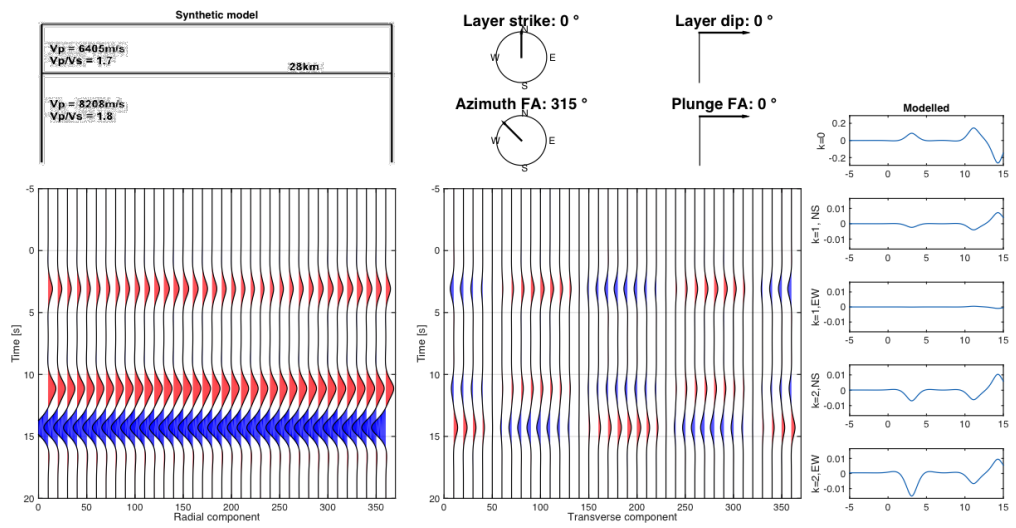 Synthetic model
Vp = 6405m/s
Vp/Vs = 1.7
28km
Vp = 8208m/s
Vp/Vs = 1.8
Layer strike: 0 °
N
W
E
S
Layer dip: 0 °
Azimuth FA: 315 °
N
W
E
S
Plunge FA: 0 °
-5
0
5
10
15
20
Time [s]
0
50
100
150
200
250
300
350
Radial component
-5
0
5
10
15
20
Time [s]
0
50
100
150
200
250
300
350
Transverse component
Modelled
k=0
0.2
0
-0.2
-5
0
5
10
15
k=1, NS
0.01
0
-0.01
-5
0
5
10
15
k=1,EW
0.01
0
-0.01
-5
0
5
10
15
k=2,NS
0.01
0
-0.01
-5
0
5
10
15
k=2,EW
0.01
0
-0.01
-5
0
5
10
15